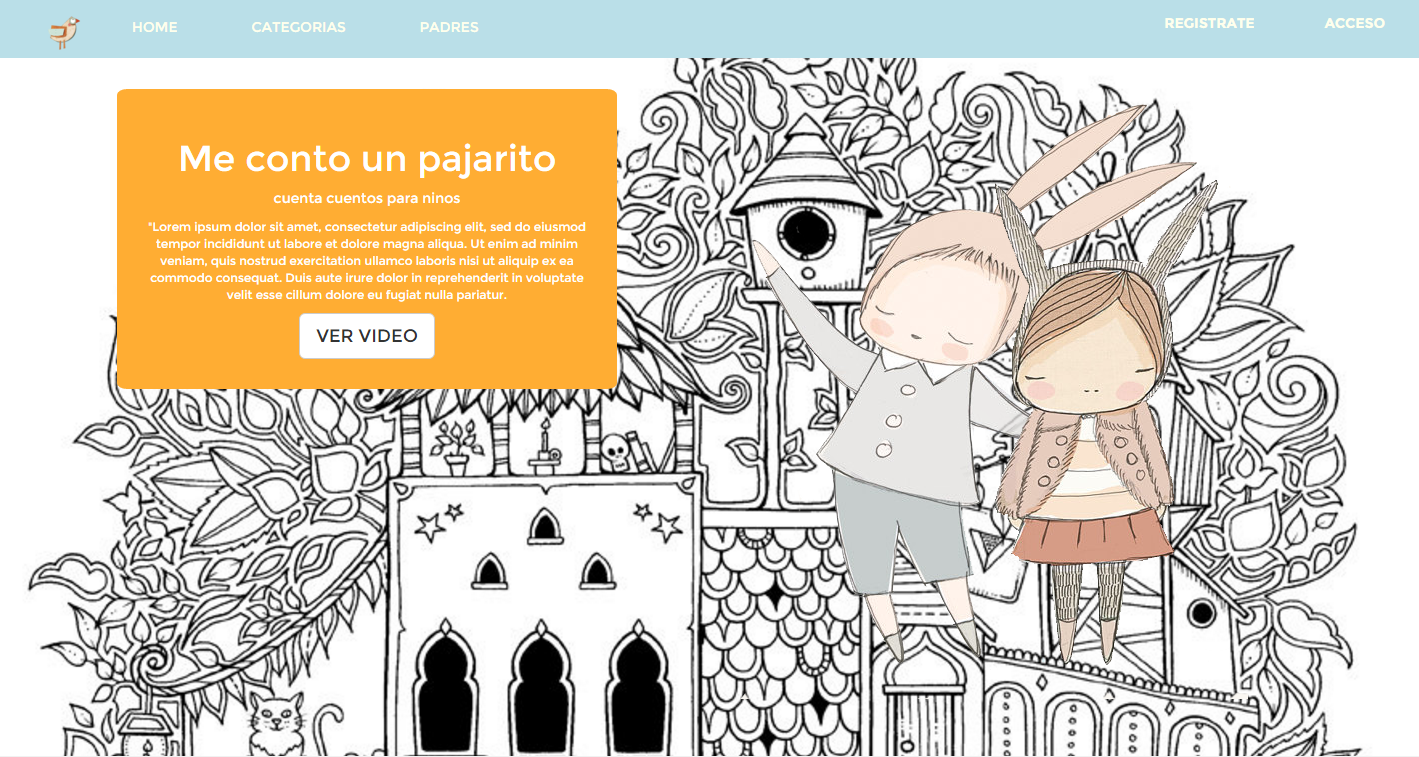 HOME CATEGORIAS PADRES REGISTRATE ACCESO
Me conto un pajarito
cuenta cuentos para ninos
"Lorem ipsum dolor sit amet, consectetur adipiscing elit, sed do eiusmod
tempor incididunt ut labore et dolore magna aliqua. Ut enim ad minim
veniam, quis nostrud exercitation ullamco laboris nisi ut aliquip ex ea
commodo consequat. Duis aute irure dolor in reprehenderit in voluptate
velit esse cillum dolore eu fugiat nulla pariatur.
VER VIDEO